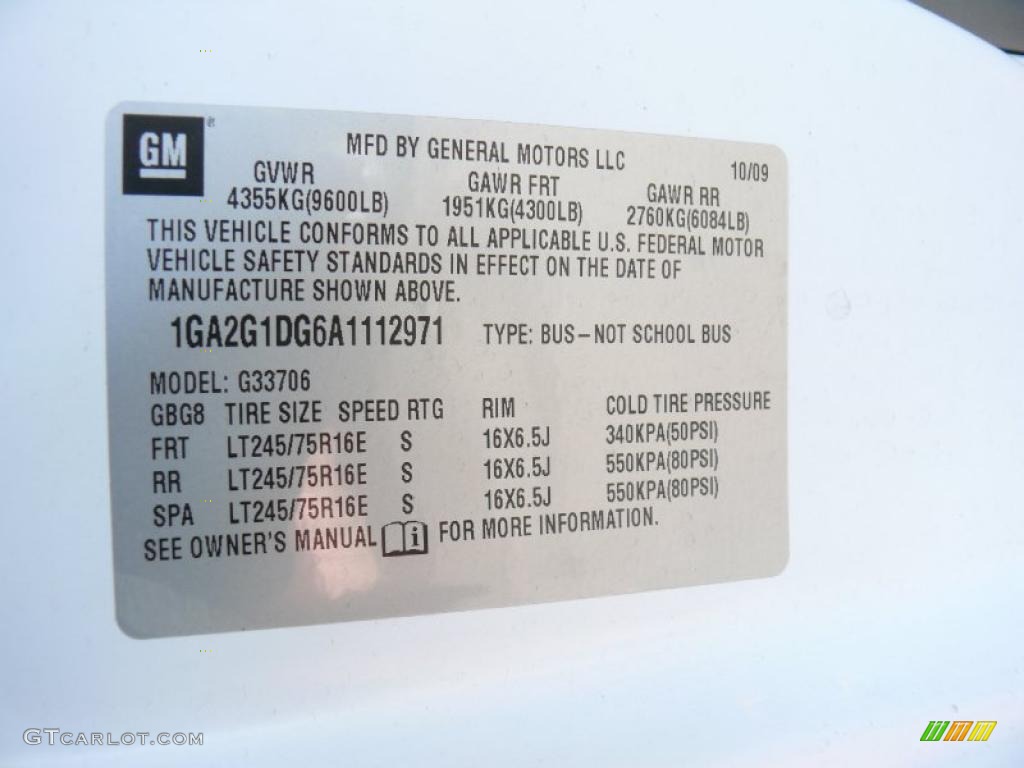 GM®
MFD BY GENERAL MOTORS LLC
10/09
GVWR GAWR FRT GAWR RR
4355KG(9600LB) 1951KG(4300LB) 2760KG(6084LB)
THIS VEHICLE CONFORMS TO ALL APPLICABLE U.S. FEDERAL MOTOR
VEHICLE SAFETY STANDARDS IN EFFECT ON THE DATE OF
MANUFACTURE SHOWN ABOVE.
1GA2G1DG6A1112971 TYPE: BUS-NOT SCHOOL BUS
MODEL: G33706
GBG8 TIRE SIZE SPEED RTG RIM COLD TIRE PRESSURE
FRT LT245/75R16E S 16X6.5J 340KPA(50PSI)
RR LT245/75R16E S 16X6.5J 550KPA(80PSI)
SPA LT245/75R16E S 16X6.5J 550KPA(80PSI)
SEE OWNER'S MANUAL i FOR MORE INFORMATION.
GTCARLOT.COM